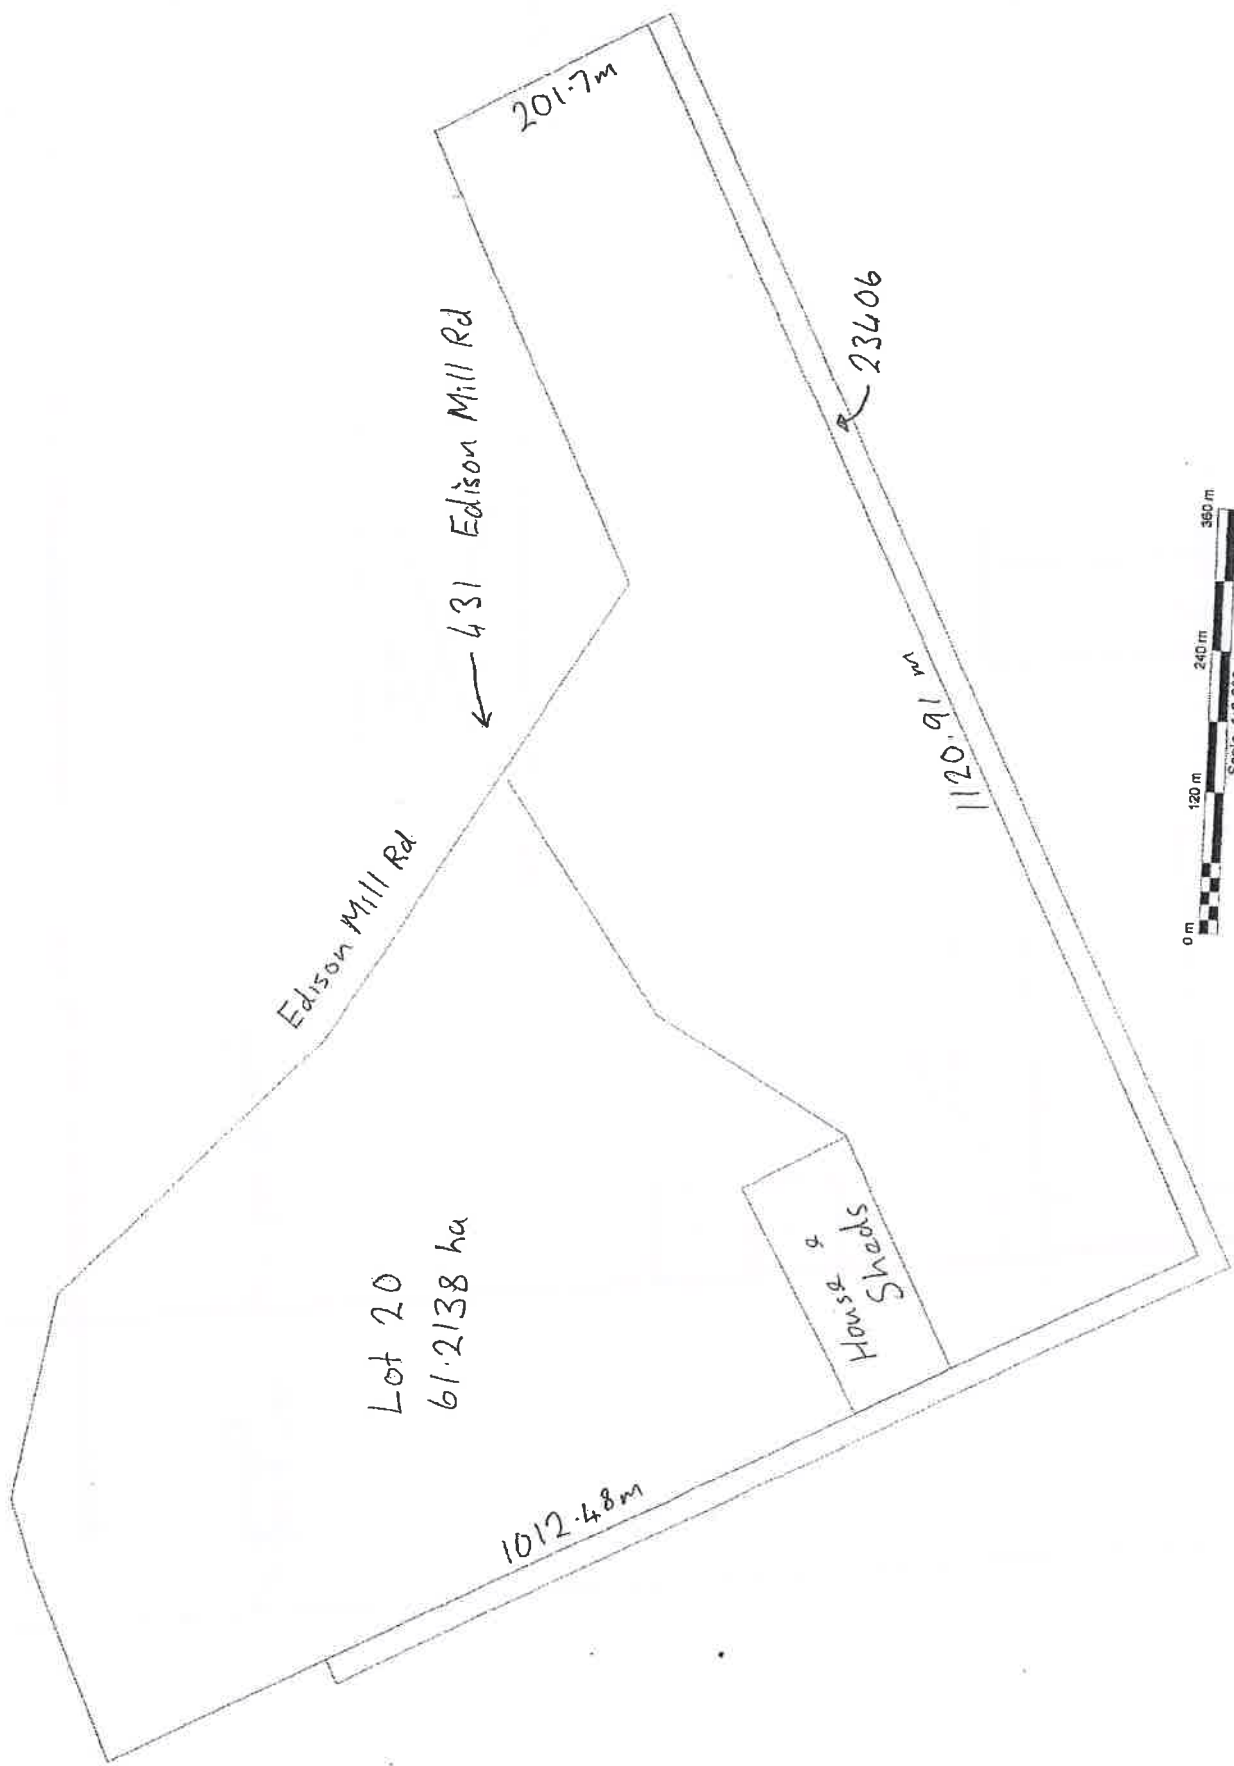 201.7m
431 Edison Mill Rd
23406
Edison Mill Rd
1120.91 m
Lot 20
61.2138 ha
House &
Sheds
1012.48m
0 m 120 m 240 m 360 m